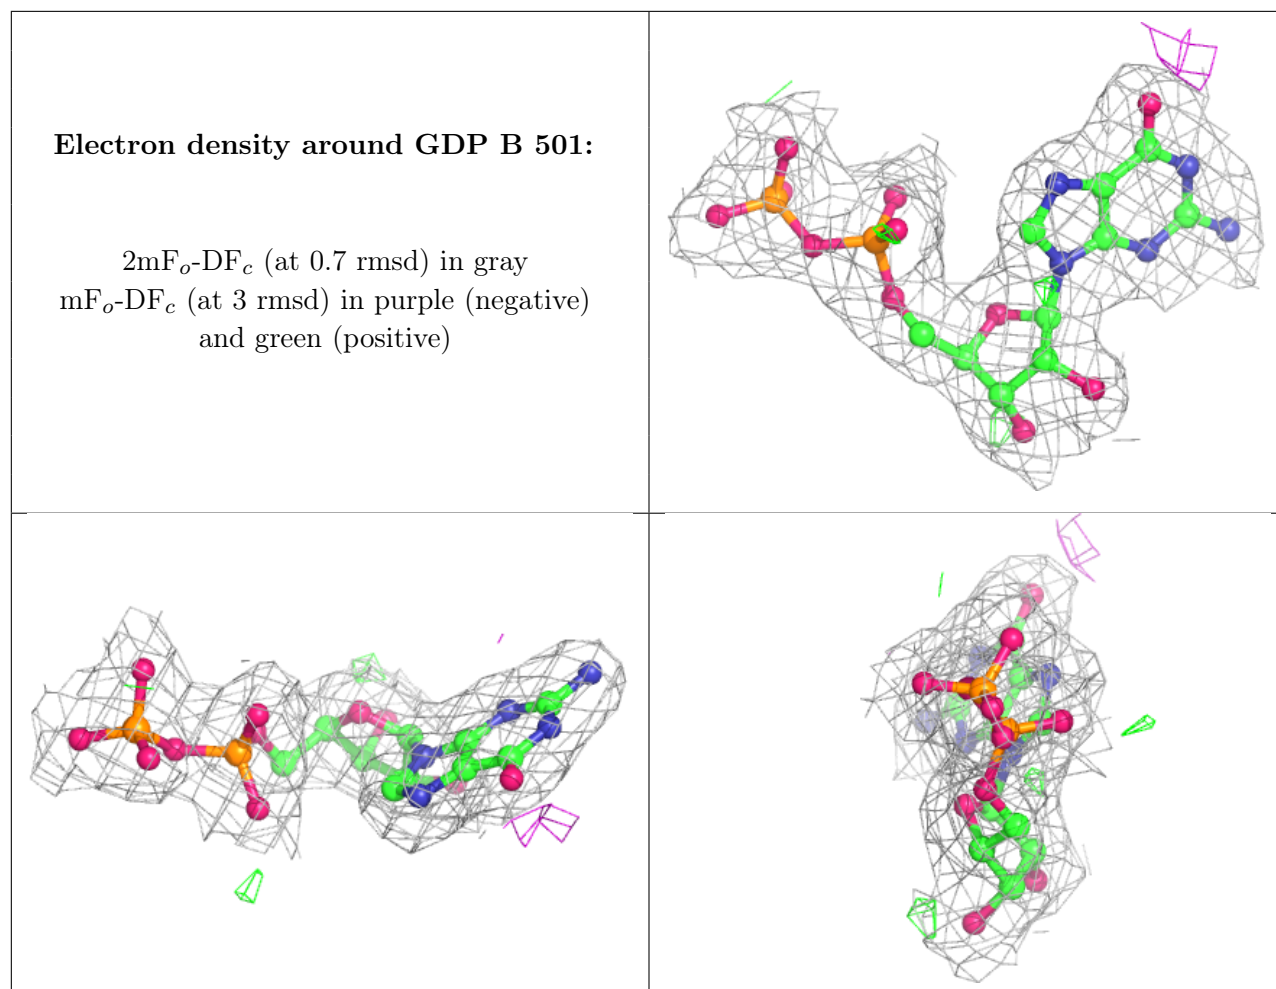 Electron density around GDP B 501:
2mFo-DFc (at 0.7 rmsd) in gray
mFo-DFc (at 3 rmsd) in purple (negative)
and green (positive)